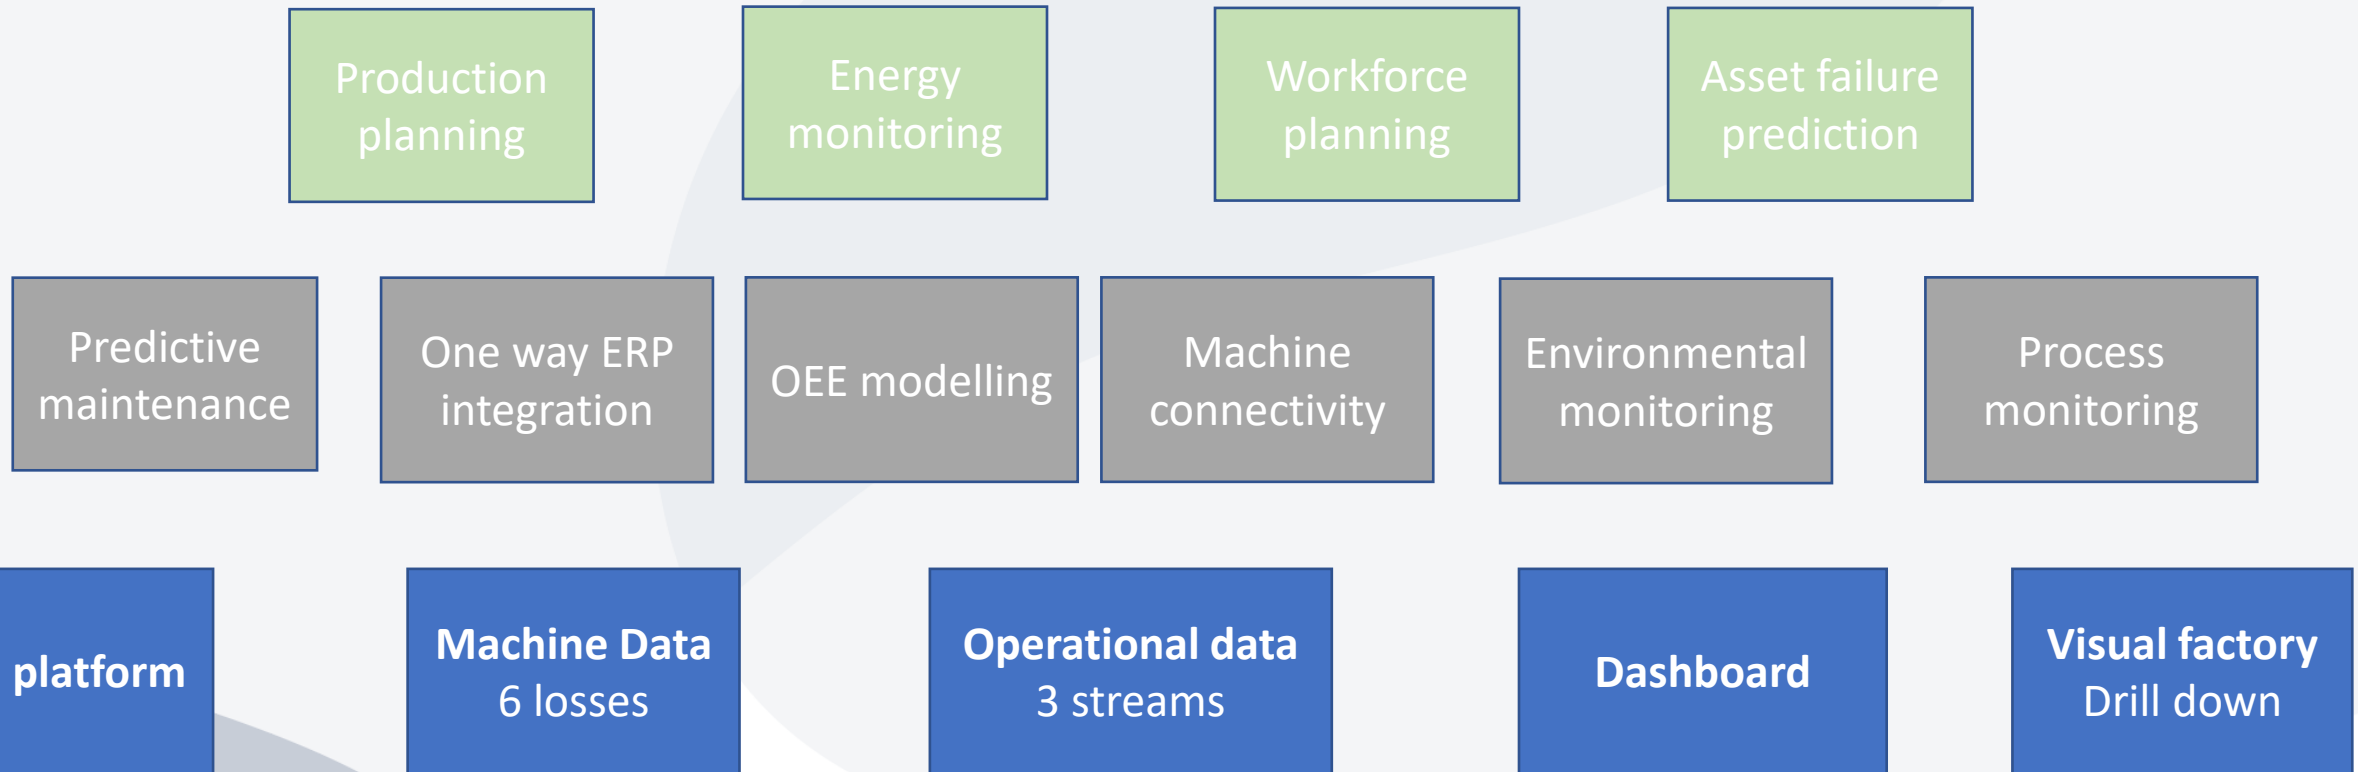 Production
planning
Energy
monitoring
Workforce
planning
Asset failure
prediction
Predictive
maintenance
One way ERP
integration
OEE modelling
Machine
connectivity
Environmental
monitoring
Process
monitoring
platform
Machine Data
6 losses
Operational data
3 streams
Dashboard
Visual factory
Drill down